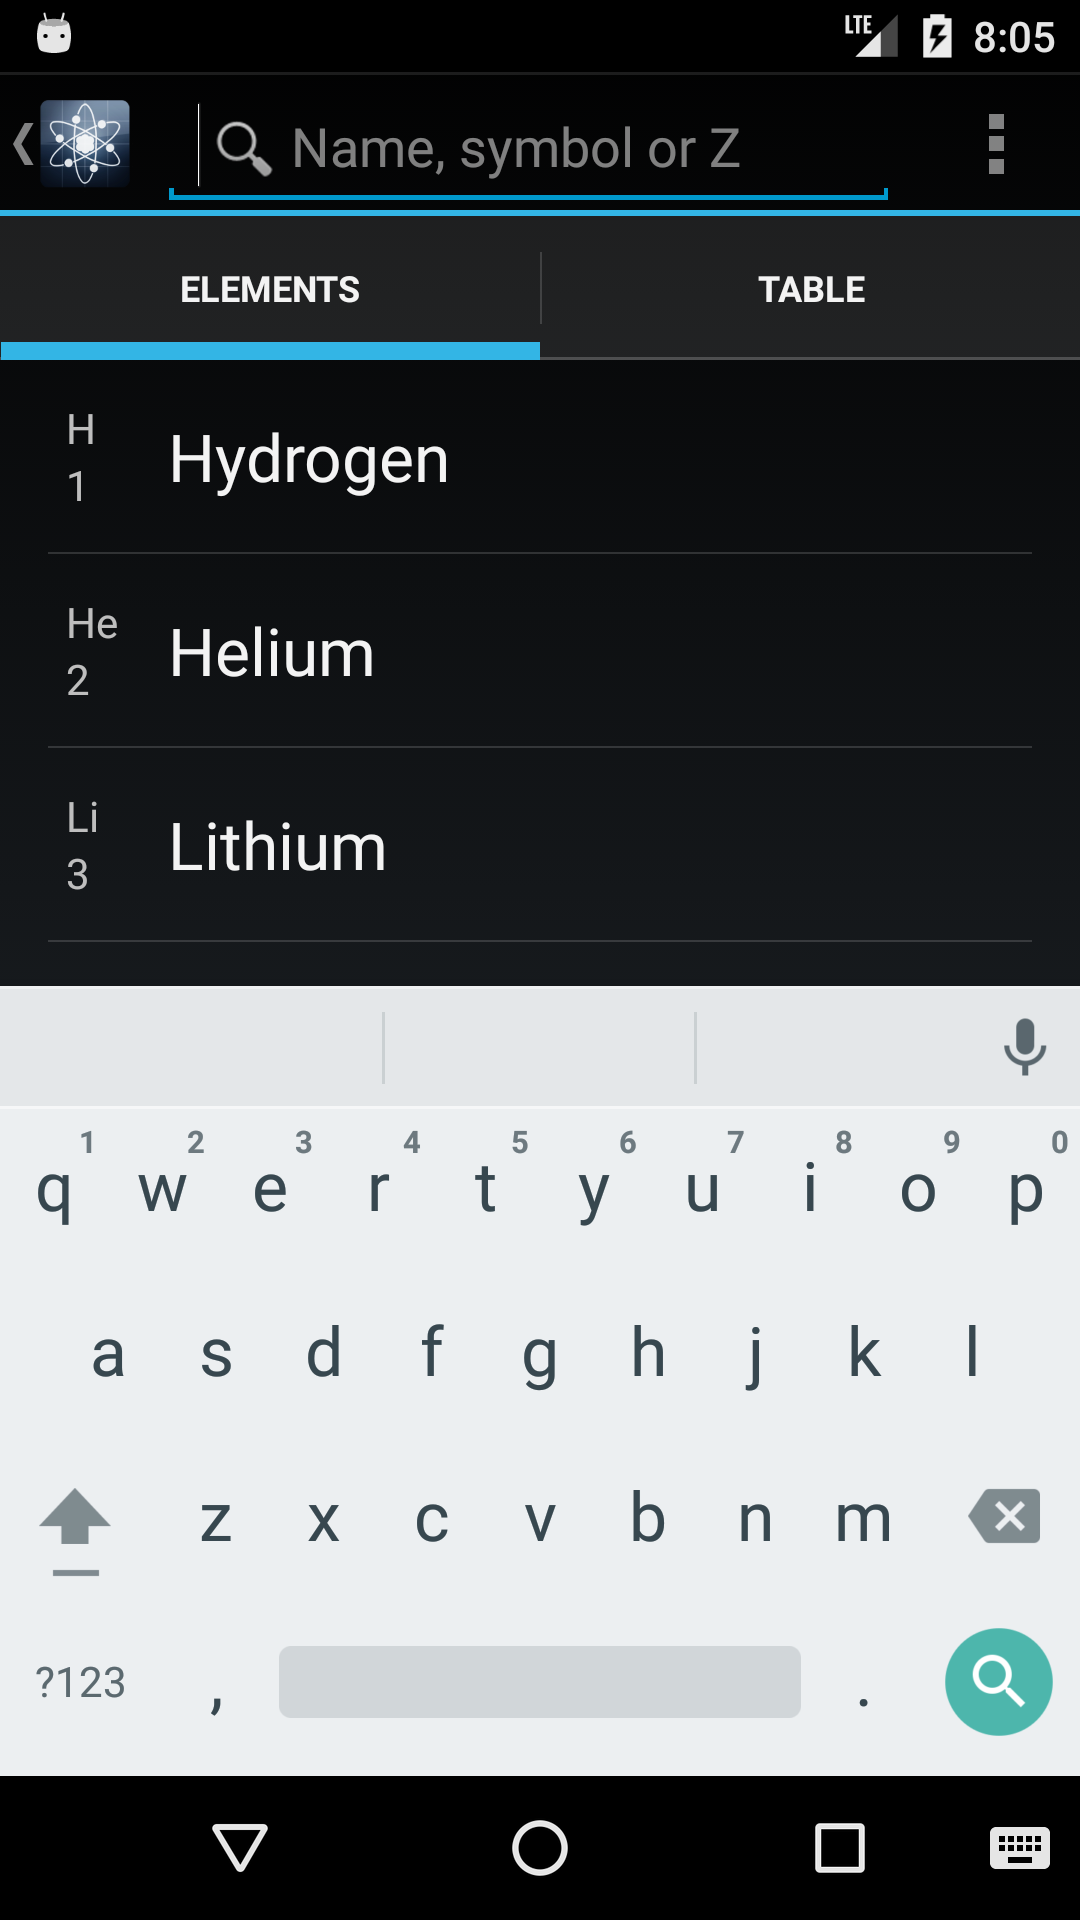 LTE 8:05
Name, symbol or Z
ELEMENTS TABLE
H
1
Hydrogen
He
2
Helium
Li
3
Lithium
1 2 3 4 5 6 7 8 9 0
q w e r t y u i o p
a s d f g h j k l
z x c v b n m
?123 , .